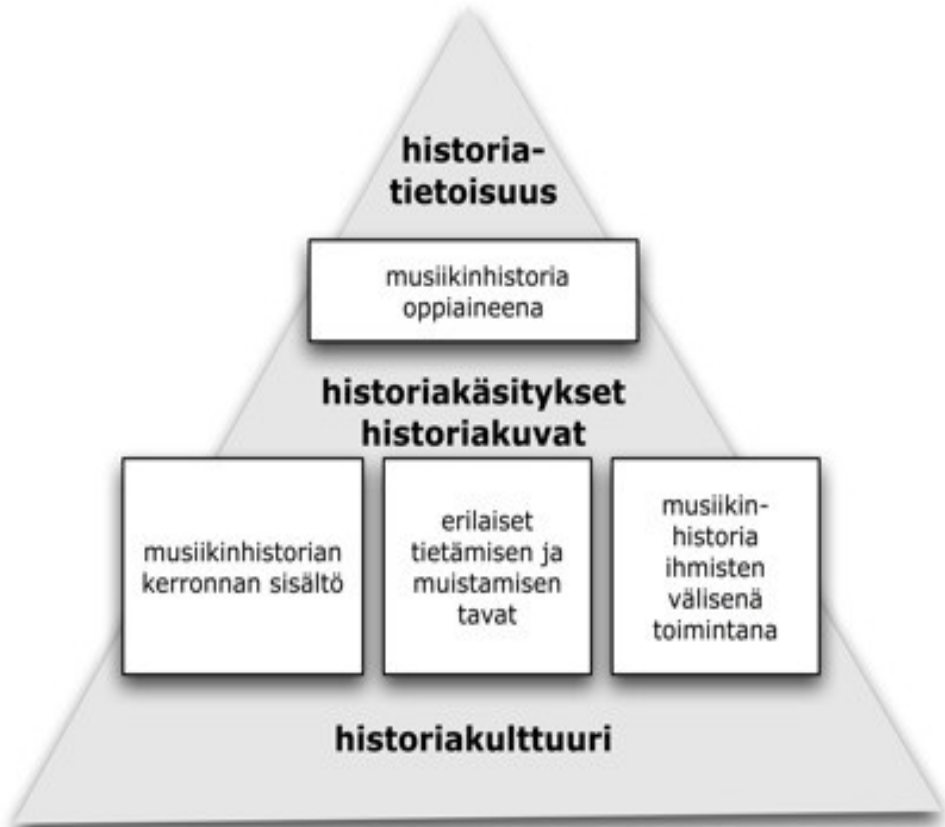 historia-
tietoisuus
musiikinhistoria
oppiaineena
historiakäsitykset
historiakuvat
musiikinhistorian
kerronnan sisältö
erilaiset
tietämisen ja
muistamisen
tavat
musiikin-
historia
ihmisten
välisenä
toimintana
historiakulttuuri